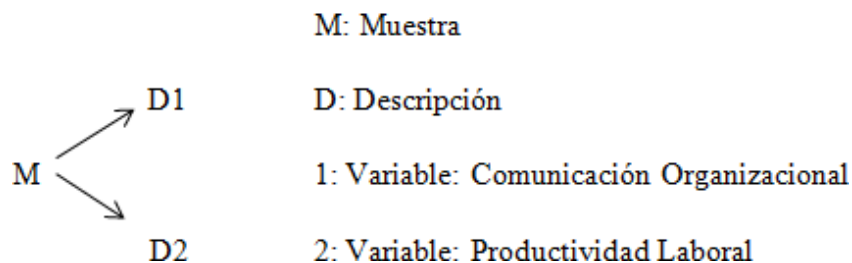 M: Muestra
D1 D: Descripción
M 1: Variable: Comunicación Organizacional
D2 2: Variable: Productividad Laboral